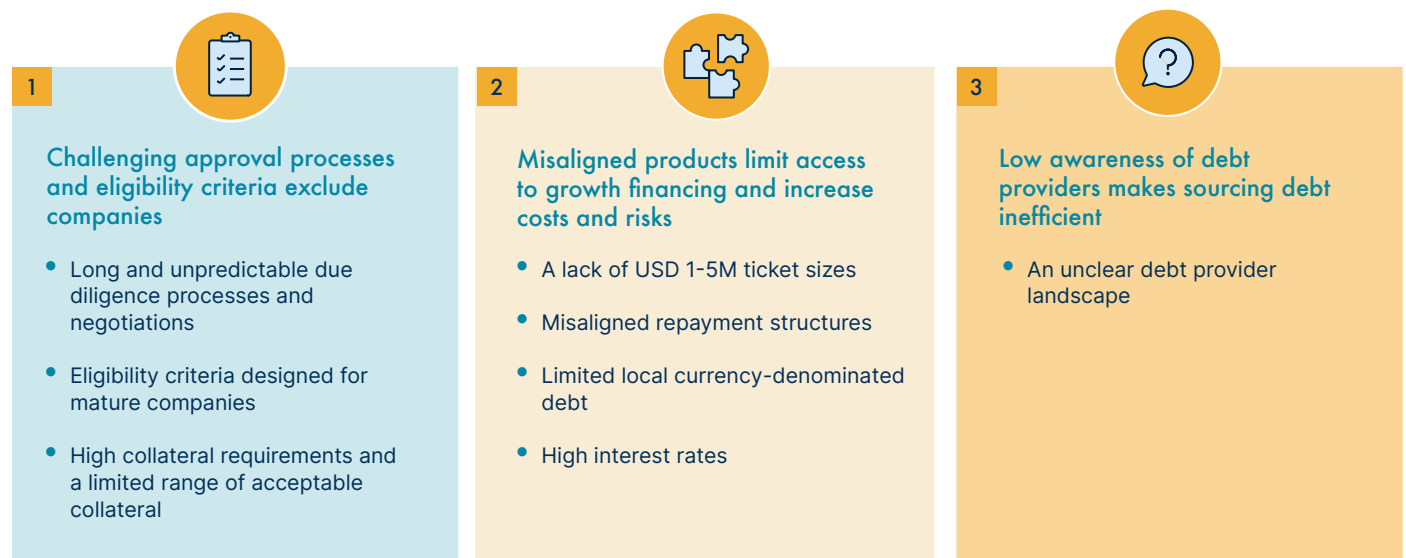 1
Challenging approval processes
and eligibility criteria exclude
companies
• Long and unpredictable due
diligence processes and
negotiations
• Eligibility criteria designed for
mature companies
• High collateral requirements and
a limited range of acceptable
collateral
2
Misaligned products limit access
to growth financing and increase
costs and risks
• A lack of USD 1-5M ticket sizes
• Misaligned repayment structures
• Limited local currency-denominated
debt
• High interest rates
3
Low awareness of debt
providers makes sourcing debt
inefficient
• An unclear debt provider
landscape